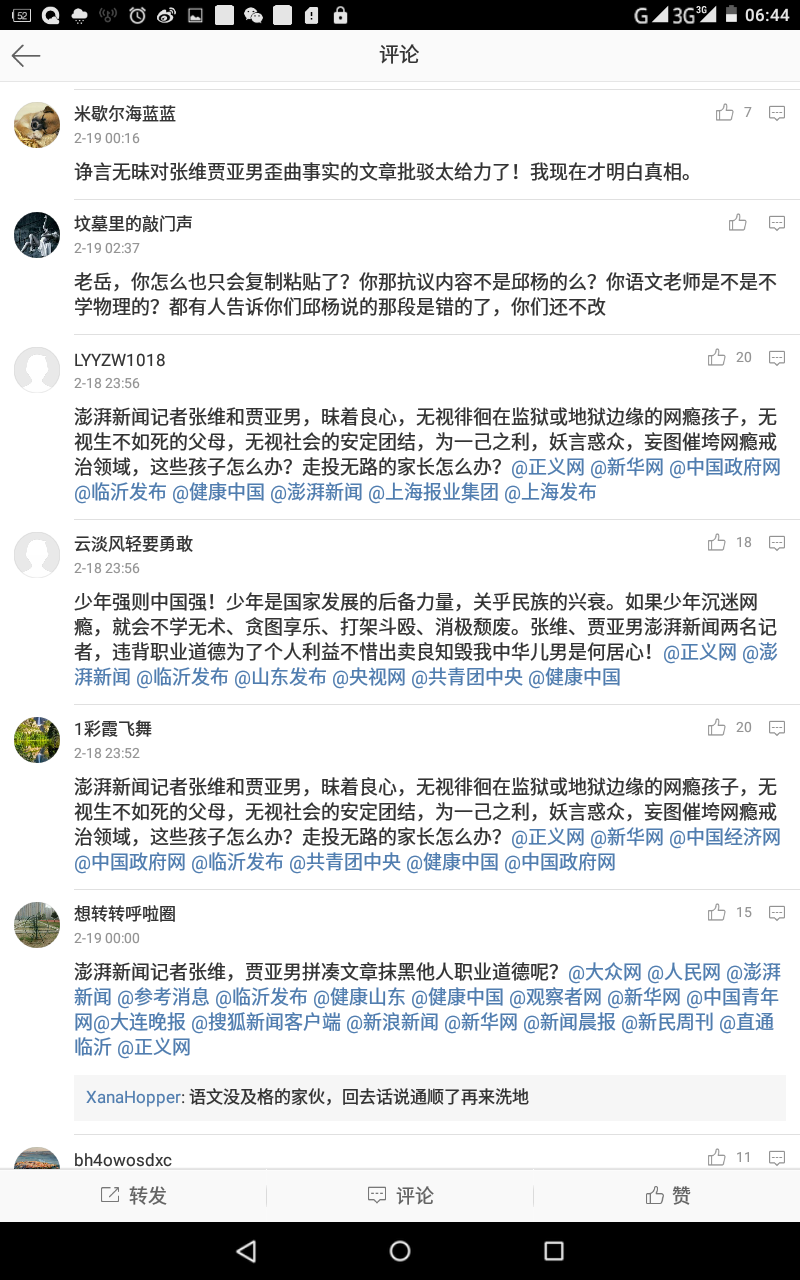 52
G 3G 3G 06:44
评论
米歇尔海蓝蓝
7
2-19 00:16
诤言无昧对张维贾亚男歪曲事实的文章批驳太给力了！我现在才明白真相。
坟墓里的敲门声
2-19 02:37
老岳，你怎么也只会复制粘贴了？你那抗议内容不是邱杨的么？你语文老师是不是不
学物理的？都有人告诉你们邱杨说的那段是错的了，你们还不改
LYYZW1018
20
2-18 23:56
澎湃新闻记者张维和贾亚男，昧着良心，无视徘徊在监狱或地狱边缘的网瘾孩子，无
视生不如死的父母，无视社会的安定团结，为一己之利，妖言惑众，妄图催垮网瘾戒
治领域，这些孩子怎么办？走投无路的家长怎么办？@正义网 @新华网 @中国政府网
@临沂发布 @健康中国 @澎湃新闻 @上海报业集团 @上海发布
云淡风轻要勇敢
18
2-18 23:56
少年强则中国强！少年是国家发展的后备力量，关乎民族的兴衰。如果少年沉迷网
瘾，就会不学无术、贪图享乐、打架斗殴、消极颓废。张维、贾亚男澎湃新闻两名记
者，违背职业道德为了个人利益不惜出卖良知毁我中华儿男是何居心！@正义网 @澎
湃新闻 @临沂发布 @山东发布 @央视网 @共青团中央 @健康中国
1彩霞飞舞
20
2-18 23:52
澎湃新闻记者张维和贾亚男，昧着良心，无视徘徊在监狱或地狱边缘的网瘾孩子，无
视生不如死的父母，无视社会的安定团结，为一己之利，妖言惑众，妄图催垮网瘾戒
治领域，这些孩子怎么办？走投无路的家长怎么办？@正义网 @新华网 @中国经济网
@中国政府网 @临沂发布 @共青团中央 @健康中国 @中国政府网
想转转呼啦圈
15
2-19 00:00
澎湃新闻记者张维，贾亚男拼凑文章抹黑他人职业道德呢？@大众网 @人民网 @澎湃
新闻 @参考消息 @临沂发布 @健康山东 @健康中国 @观察者网 @新华网 @中国青年
网@大连晚报 @搜狐新闻客户端 @新浪新闻 @新华网 @新闻晨报 @新民周刊 @直通
临沂 @正义网
XanaHopper: 语文没及格的家伙，回去话说通顺了再来洗地
bh4owosdxc
11
转发
评论
赞